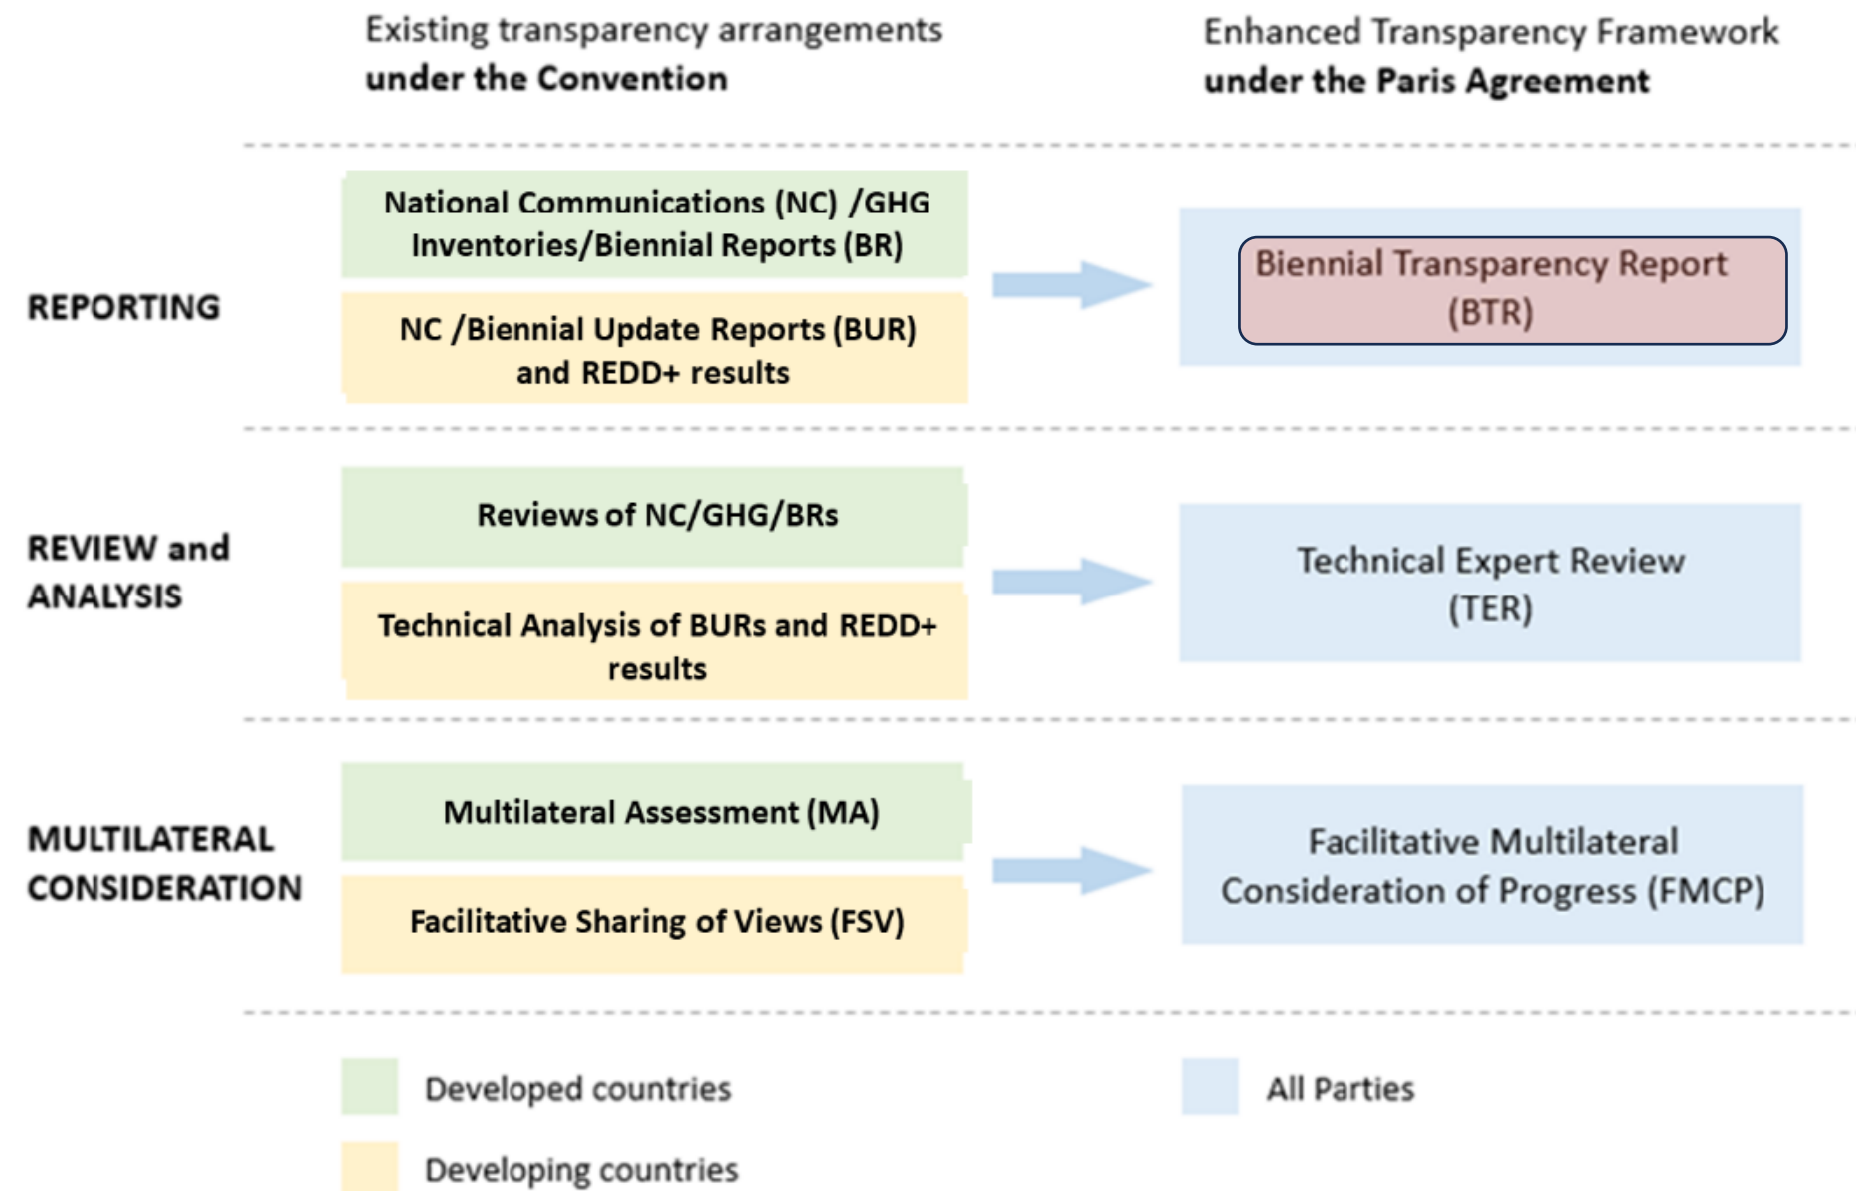 Existing transparency arrangements
under the Convention
Enhanced Transparency Framework
under the Paris Agreement
REPORTING
National Communications (NC) /GHG
Inventories/Biennial Reports (BR)
NC /Biennial Update Reports (BUR)
and REDD+ results
Biennial Transparency Report
(BTR)
REVIEW and
ANALYSIS
Reviews of NC/GHG/BRs
Technical Analysis of BURs and REDD+
results
Technical Expert Review
(TER)
MULTILATERAL
CONSIDERATION
Multilateral Assessment (MA)
Facilitative Sharing of Views (FSV)
Facilitative Multilateral
Consideration of Progress (FMCP)
Developed countries
Developing countries
All Parties